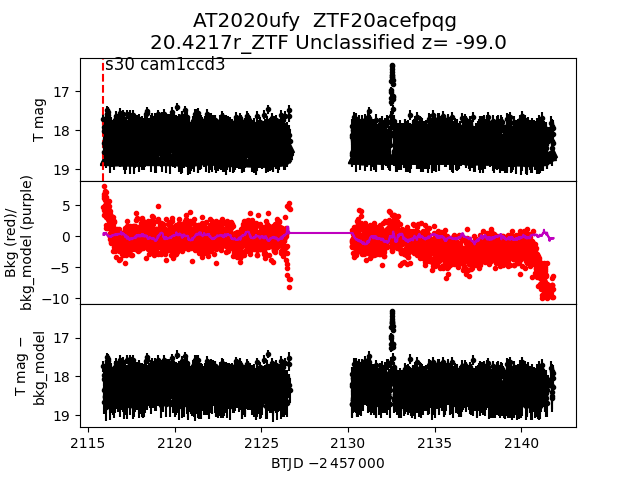 AT2020ufy  ZTF20acefpqg
20.4217r_ZTF Unclassified z= -99.0
s30 cam1ccd3
T mag
17
18
19
Bkg (red)/
bkg_model (purple)
5
0
−5
−10
T mag −
bkg_model
17
18
19
2115
2120
2125
2130
2135
2140
BTJD −2 457 000